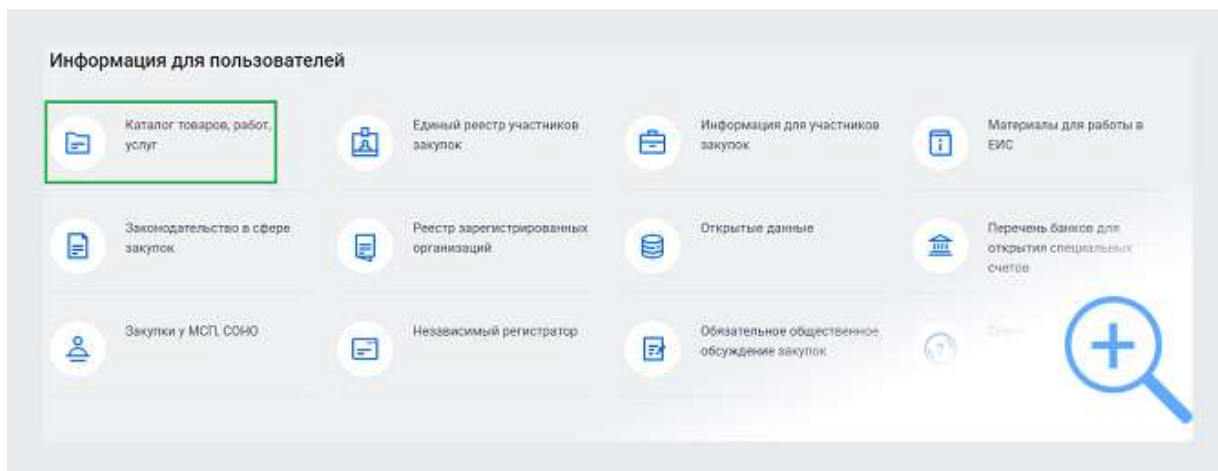 Информация для пользователей
Каталог товаров, работ,
услуг
Единый реестр участников
закупок
Информация для участников
закупок
Материалы для работы в
ЕИС
Законодательство в сфере
закупок
Реестр зарегистрированных
организаций
Открытые данные
Перечень банков для
открытия специальных
счетов
Закупки у МСП, СОНО
Независимый регистратор
Обязательное общественное
обсуждение закупок